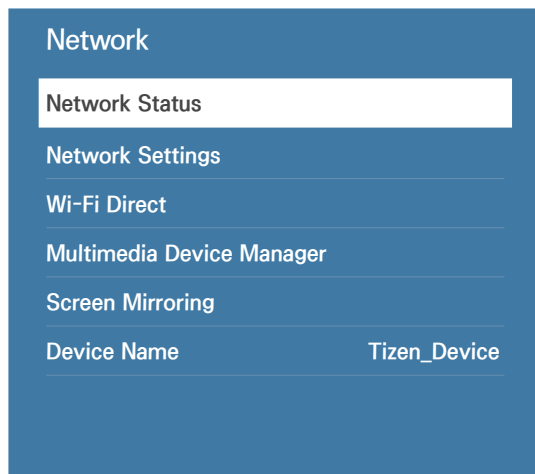 Network
Network Status
Network Settings
Wi-Fi Direct
Multimedia Device Manager
Screen Mirroring
Device Name Tizen_Device